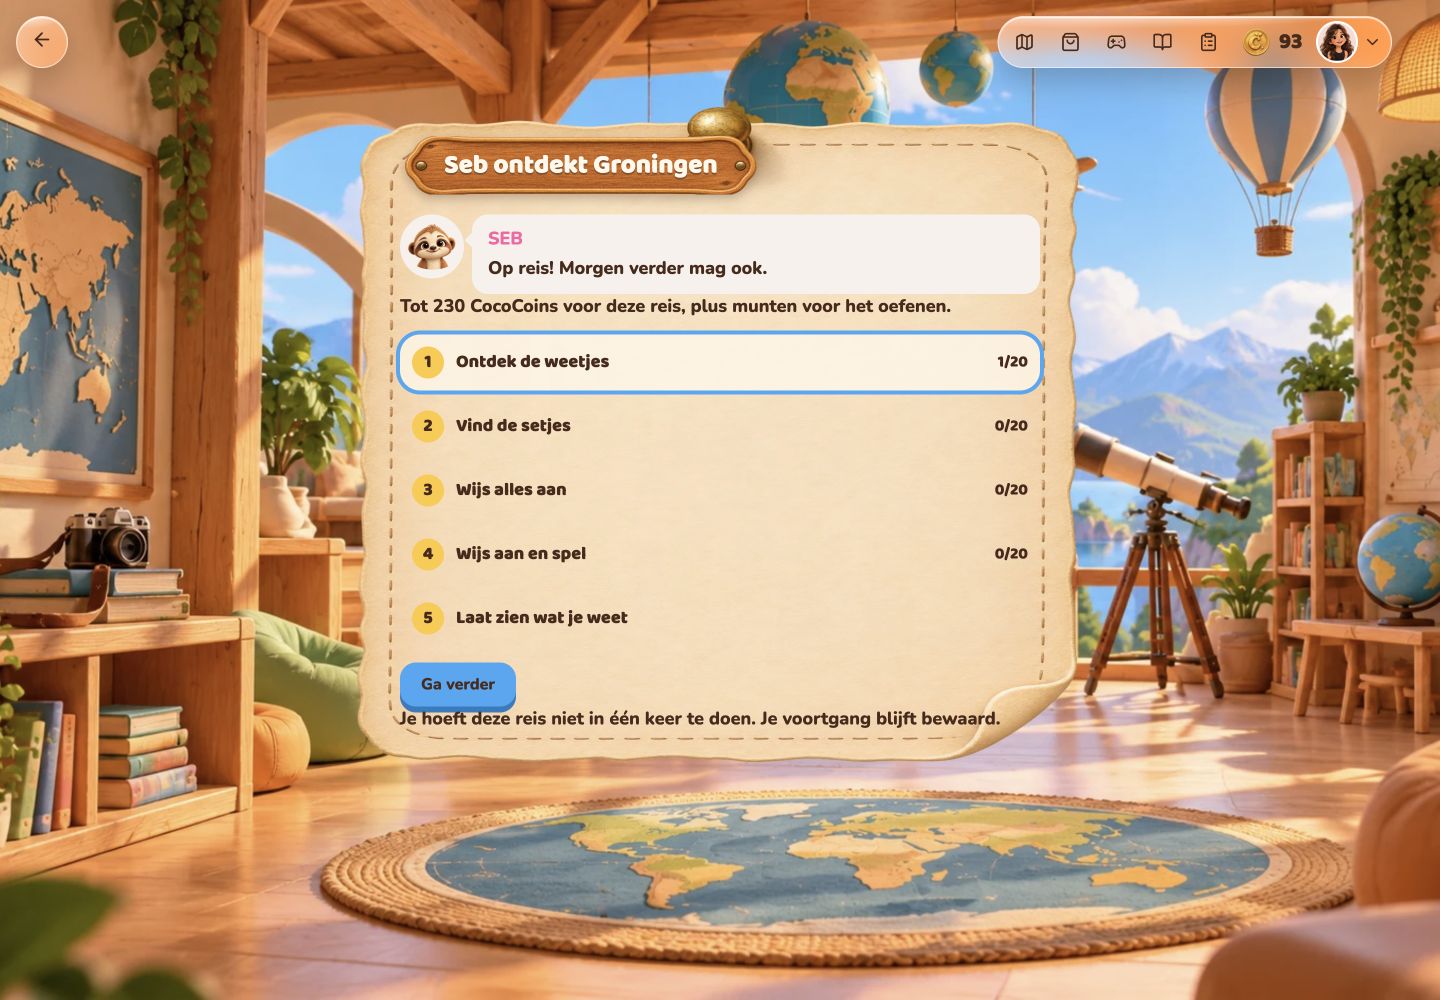 93
Seb ontdekt Groningen
SEB
Op reis! Morgen verder mag ook.
Tot 230 CocoCoins voor deze reis, plus munten voor het oefenen.
1 Ontdek de weetjes 1/20
2 Vind de setjes 0/20
3 Wijs alles aan 0/20
4 Wijs aan en spel 0/20
5 Laat zien wat je weet
Ga verder
Je hoeft deze reis niet in één keer te doen. Je voortgang blijft bewaard.